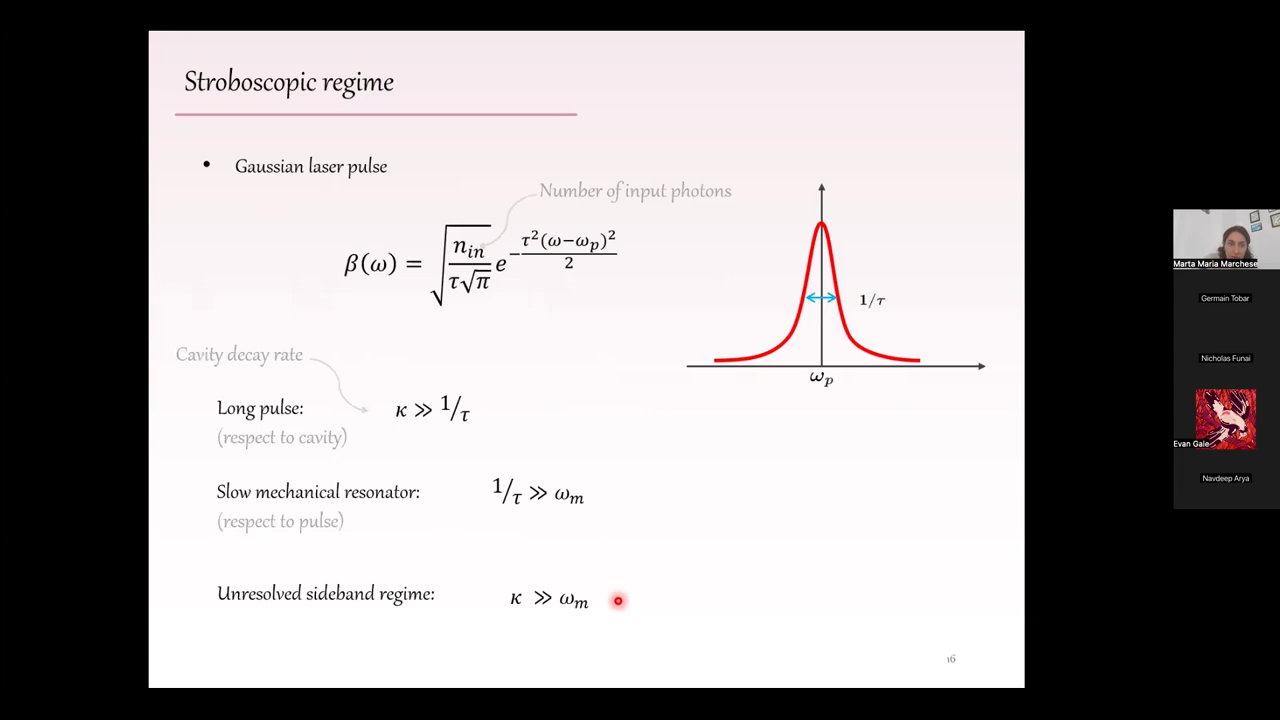 Stroboscopic regime
• Gaussian laser pulse
Number of input photons
β(ω) = √(n_in / τ√π) e^(−τ²(ω−ω_p)² / 2)
1/τ
ω_p
Cavity decay rate
Long pulse: κ ≫ 1/τ
(respect to cavity)
Slow mechanical resonator: 1/τ ≫ ω_m
(respect to pulse)
Unresolved sideband regime: κ ≫ ω_m
16
Marta Maria Marchese
Germain Tobar
Nicholas Funai
Evan Gale
Navdeep Arya